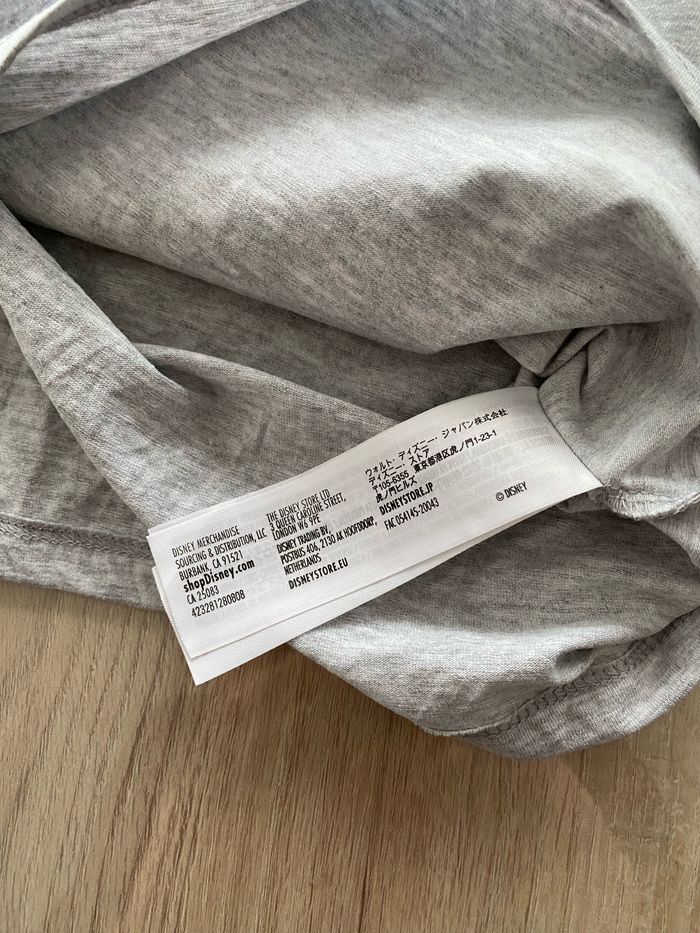 DISNEY MERCHANDISE
SOURCING & DISTRIBUTION, LLC
BURBANK, CA 91521
shopDisney.com
CA 25083
423281280808
THE DISNEY STORE LTD
3 QUEEN CAROLINE STREET,
LONDON W6 9PE
DISNEY TRADING BV,
POSTBUS 406, 2130 AK HOOFDDORP,
NETHERLANDS
DISNEYSTORE.EU
ウォルト・ディズニー・ジャパン株式会社
ディズニー・ストア
〒105-6355 東京都港区虎ノ門1-23-1
虎ノ門ヒルズ
DISNEYSTORE.JP
FAC 054145-20043
© DISNEY